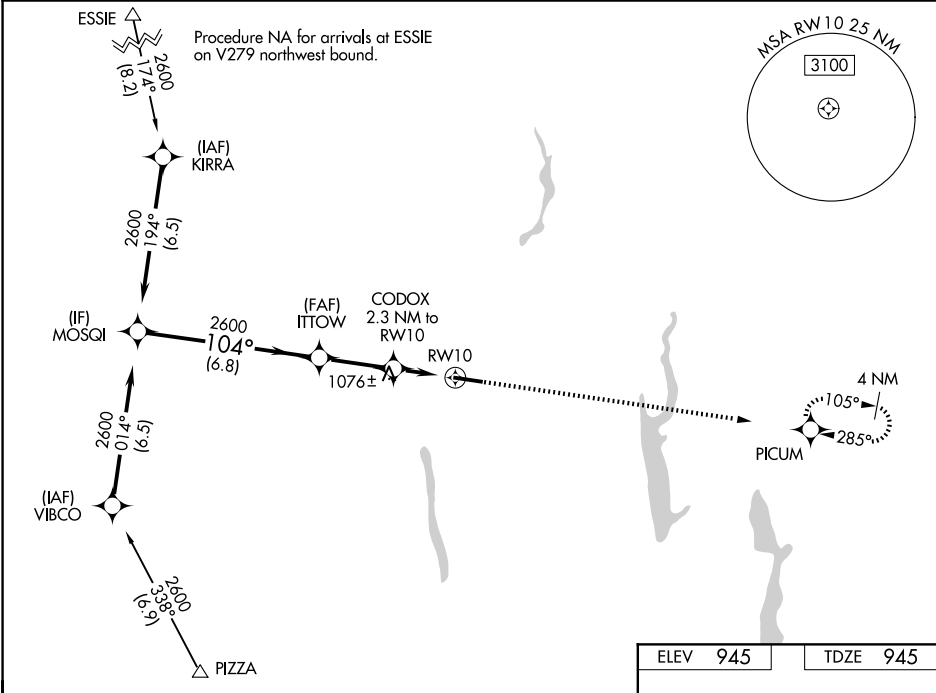 ESSIE
Procedure NA for arrivals at ESSIE
on V279 northwest bound.
2600
174°
(8.2)
MSA RW10 25 NM
3100
(IAF)
KIRRA
2600
194°
(6.5)
(IF)
MOSQI
2600
104°
(6.8)
(FAF)
ITTOW
CODOX
2.3 NM to
RW10
1076±
RW10
4 NM
105°
285°
PICUM
2600
014°
(6.5)
(IAF)
VIBCO
2600
338°
(6.9)
PIZZA
ELEV 945
TDZE 945